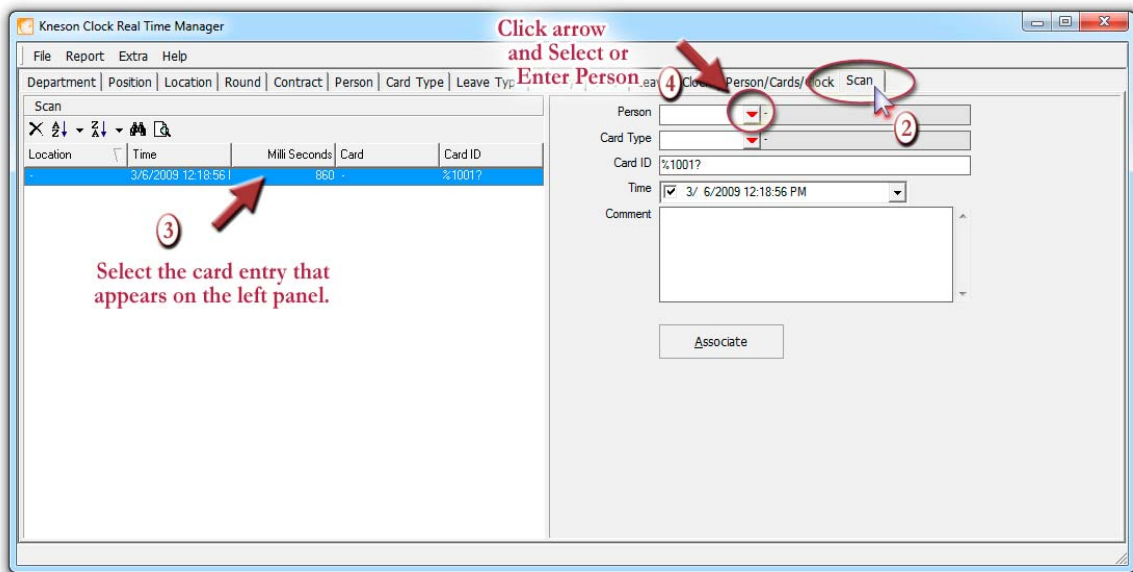 Kneson Clock Real Time Manager
Click arrow
and Select or
Enter Person
File Report Extra Help
Department Position Location Round Contract Person Card Type Leave Person/Cards/ Scan
4
2
Scan
Location Time Milli Seconds Card Card ID
- 3/6/2009 12:18:56 860 - %1001?
3
Select the card entry that
appears on the left panel.
Person -
Card Type -
Card ID %1001?
Time 3/ 6/2009 12:18:56 PM
Comment
Associate